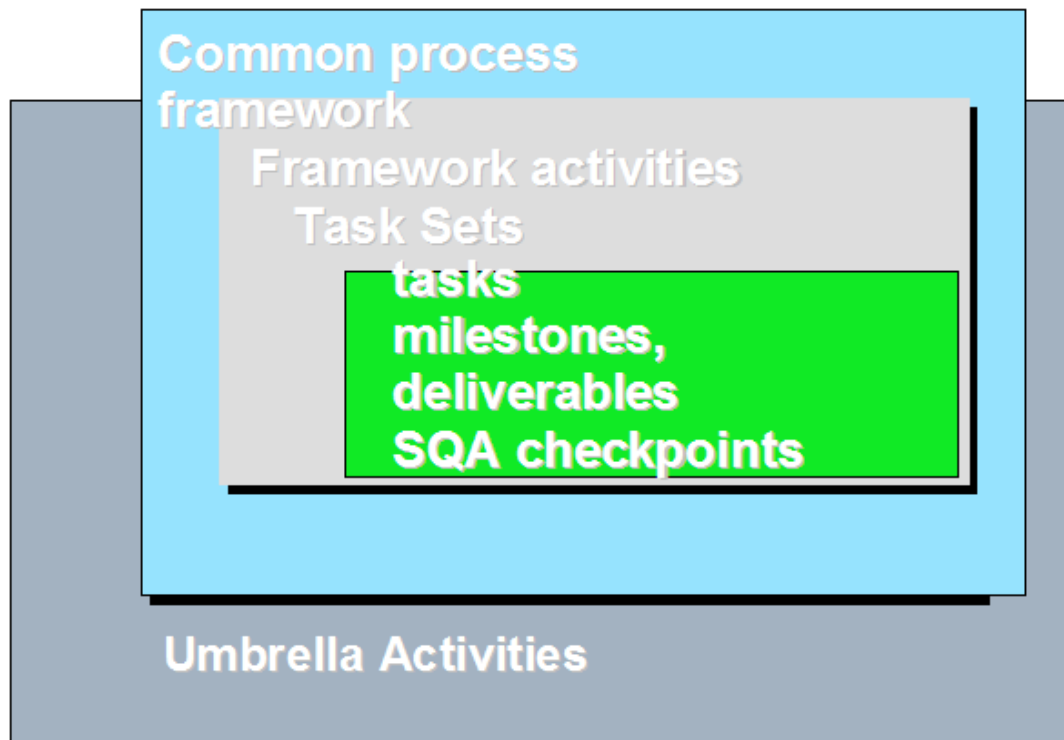 Common process
framework
Framework activities
Task Sets
tasks
milestones,
deliverables
SQA checkpoints
Umbrella Activities